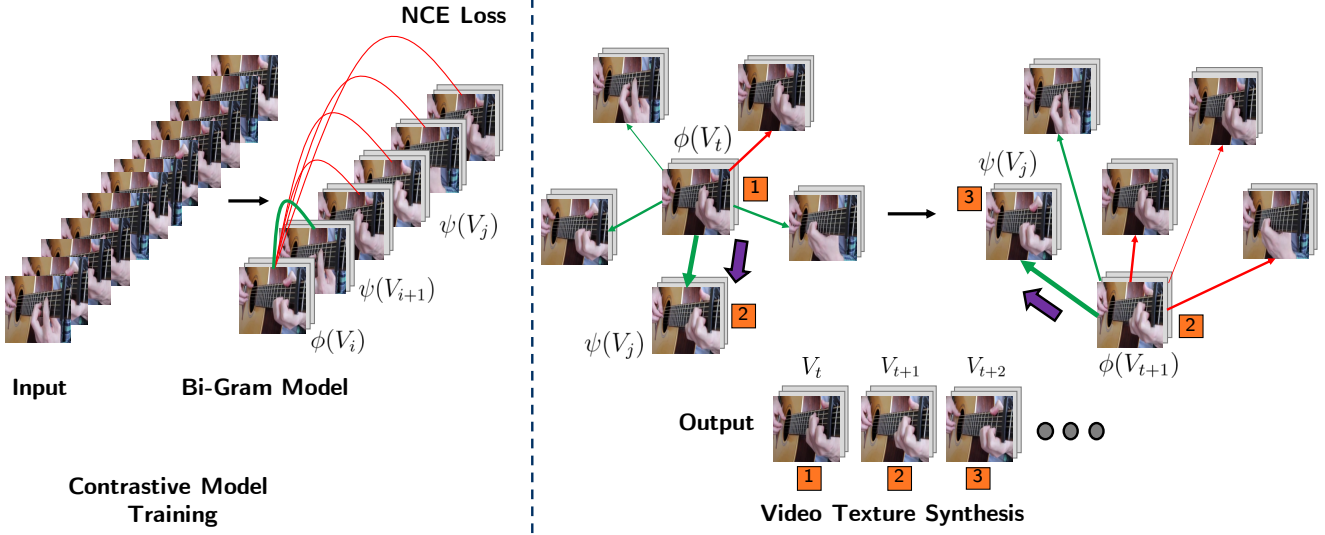 NCE Loss
ψ(V_j)
ψ(V_{i+1})
ϕ(V_i)
Input
Bi-Gram Model
Contrastive Model
Training
ϕ(V_t)
1
2
ψ(V_j)
ψ(V_j)
3
2
ϕ(V_{t+1})
V_t
V_{t+1}
V_{t+2}
Output
1
2
3
Video Texture Synthesis